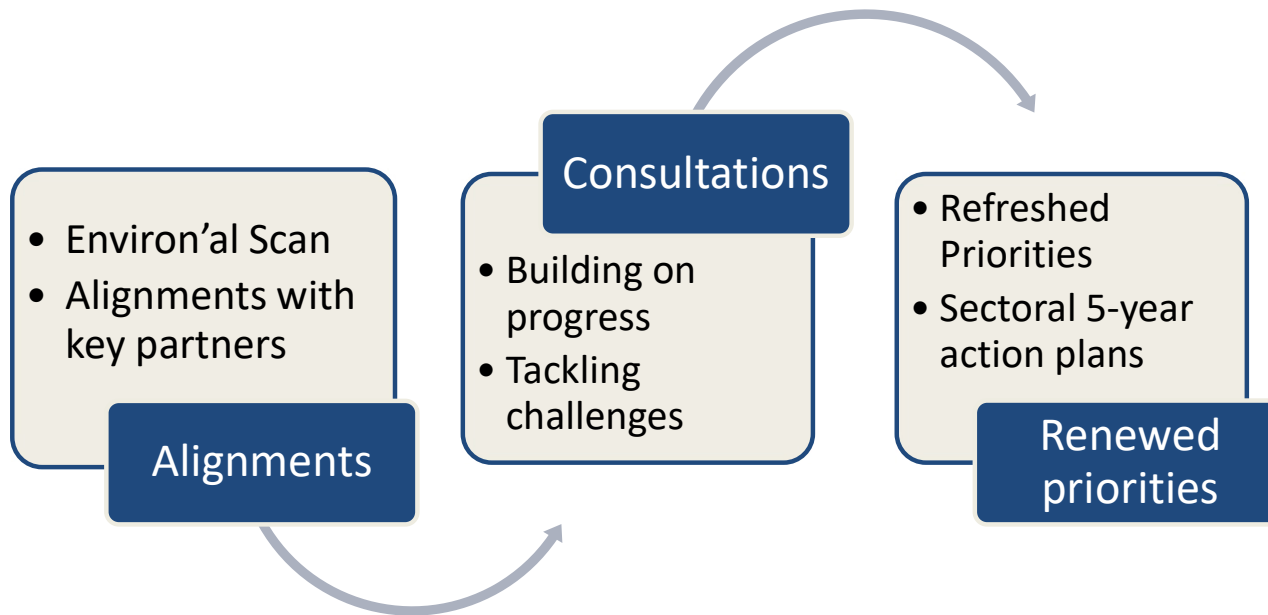 • Environ’al Scan
• Alignments with
key partners
Alignments
Consultations
• Building on
progress
• Tackling
challenges
• Refreshed
Priorities
• Sectoral 5-year
action plans
Renewed
priorities